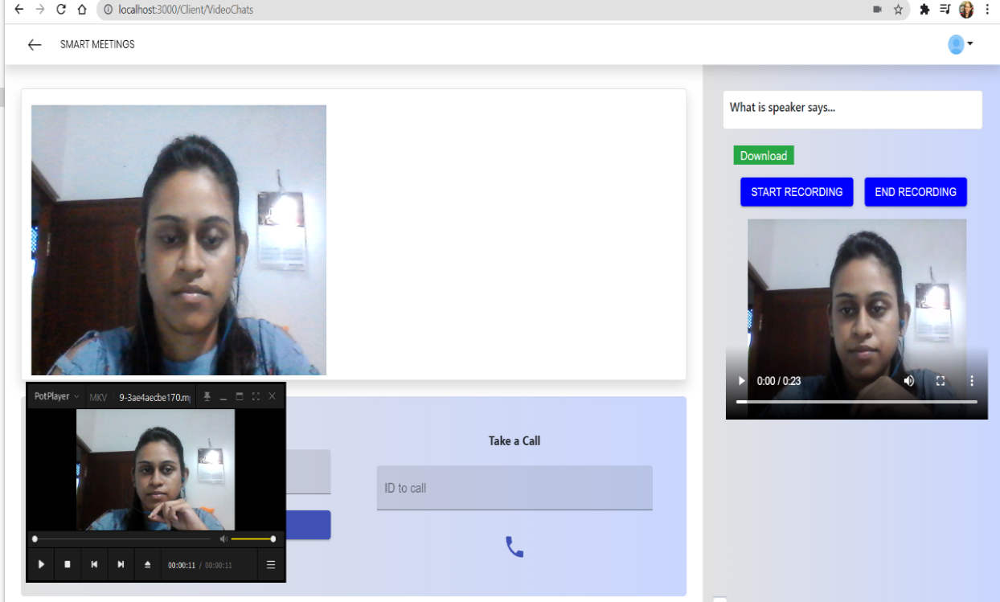 localhost:3000/Client/VideoChats
SMART MEETINGS
What is speaker says...
Download
START RECORDING
END RECORDING
0:00 / 0:23
PotPlayer
MKV
9-3ae4aecbe170.m
00:00:11 / 00:00:11
Take a Call
ID to call